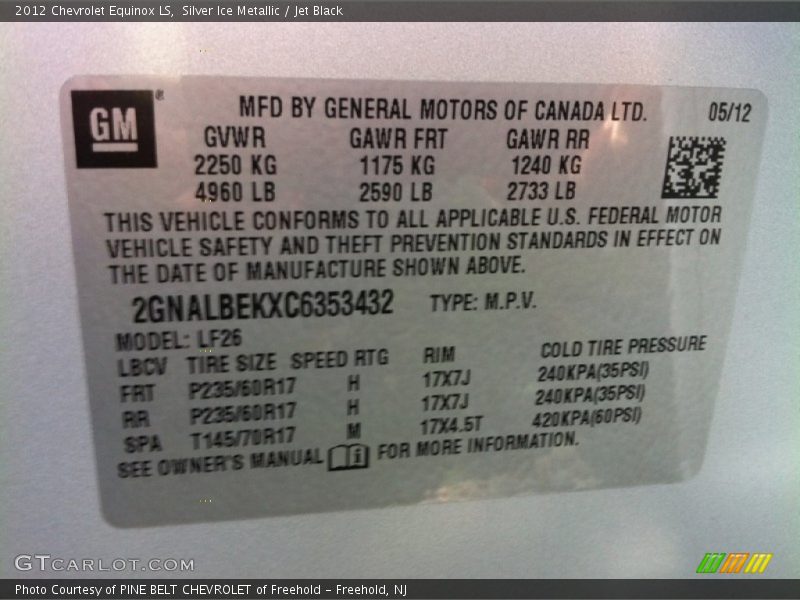 2012 Chevrolet Equinox LS,  Silver Ice Metallic / Jet Black
GM®
MFD BY GENERAL MOTORS OF CANADA LTD. 05/12
GVWR GAWR FRT GAWR RR
2250 KG 1175 KG 1240 KG
4960 LB 2590 LB 2733 LB
THIS VEHICLE CONFORMS TO ALL APPLICABLE U.S. FEDERAL MOTOR
VEHICLE SAFETY AND THEFT PREVENTION STANDARDS IN EFFECT ON
THE DATE OF MANUFACTURE SHOWN ABOVE.
2GNALBEKXC6353432 TYPE: M.P.V.
MODEL: LF26
LBCV TIRE SIZE SPEED RTG RIM COLD TIRE PRESSURE
FRT P235/60R17 H 17X7J 240KPA(35PSI)
RR P235/60R17 H 17X7J 240KPA(35PSI)
SPA T145/70R17 M 17X4.5T 420KPA(60PSI)
SEE OWNER'S MANUAL i FOR MORE INFORMATION.
GTCARLOT.COM
Photo Courtesy of PINE BELT CHEVROLET of Freehold – Freehold, NJ